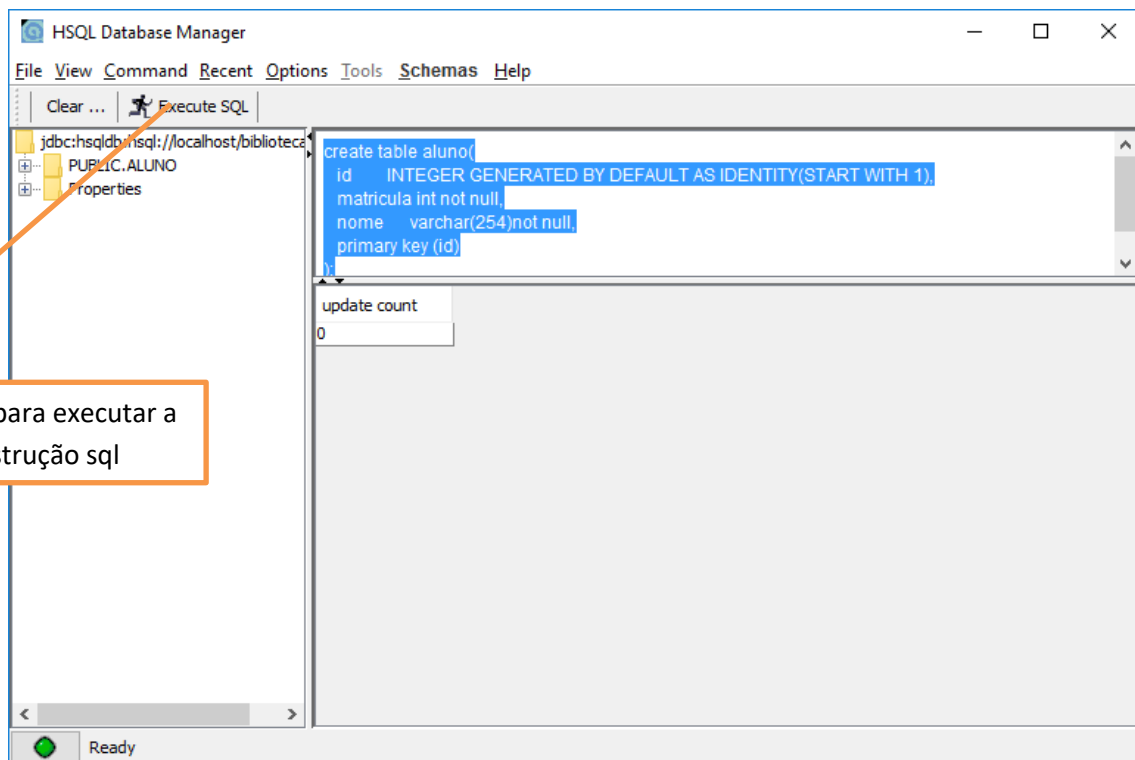 HSQL Database Manager
File View Command Recent Options Tools Schemas Help
Clear ... Execute SQL
jdbc:hsqldb:hsql://localhost/biblioteca
PUBLIC.ALUNO
Properties
create table aluno(
id INTEGER GENERATED BY DEFAULT AS IDENTITY(START WITH 1),
matricula int not null,
nome varchar(254)not null,
primary key (id)
);
update count
0
para executar a
strução sql
Ready